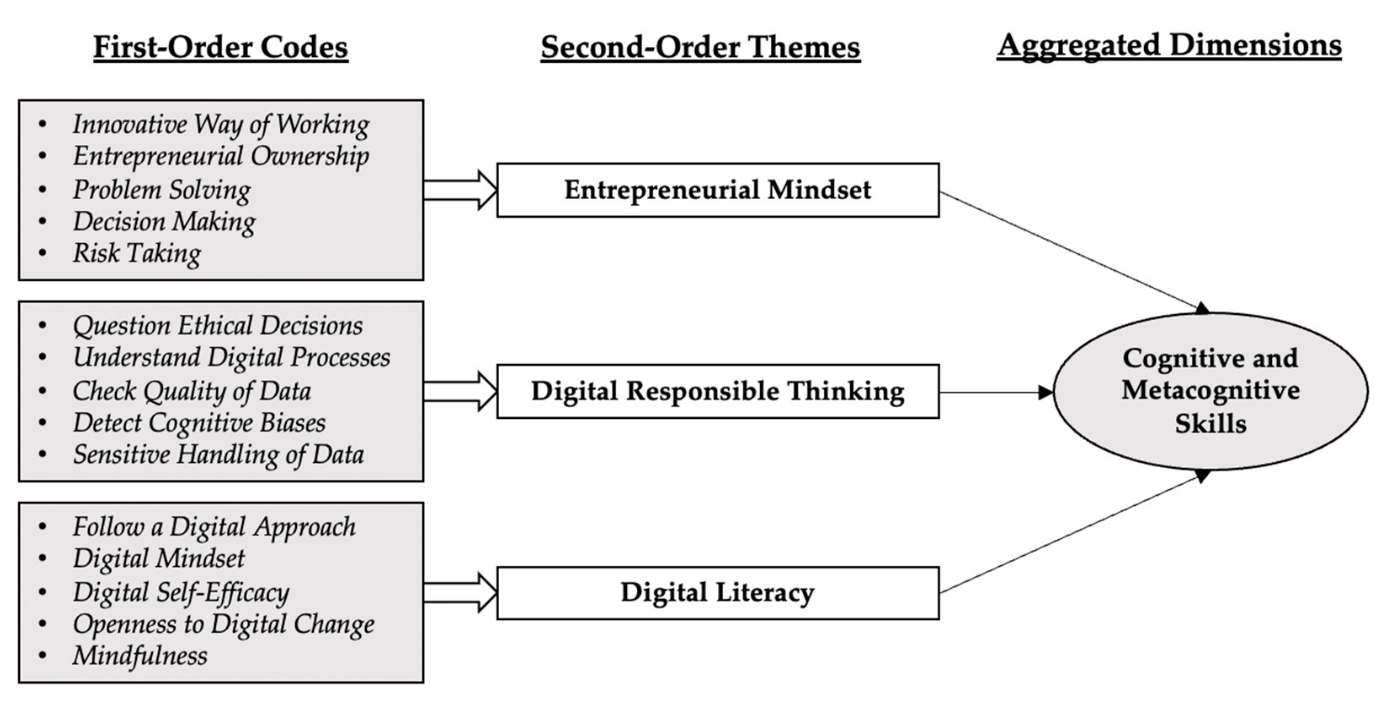 First-Order Codes
Second-Order Themes
Aggregated Dimensions
• Innovative Way of Working
• Entrepreneurial Ownership
• Problem Solving
• Decision Making
• Risk Taking
Entrepreneurial Mindset
• Question Ethical Decisions
• Understand Digital Processes
• Check Quality of Data
• Detect Cognitive Biases
• Sensitive Handling of Data
Digital Responsible Thinking
• Follow a Digital Approach
• Digital Mindset
• Digital Self-Efficacy
• Openness to Digital Change
• Mindfulness
Digital Literacy
Cognitive and
Metacognitive
Skills